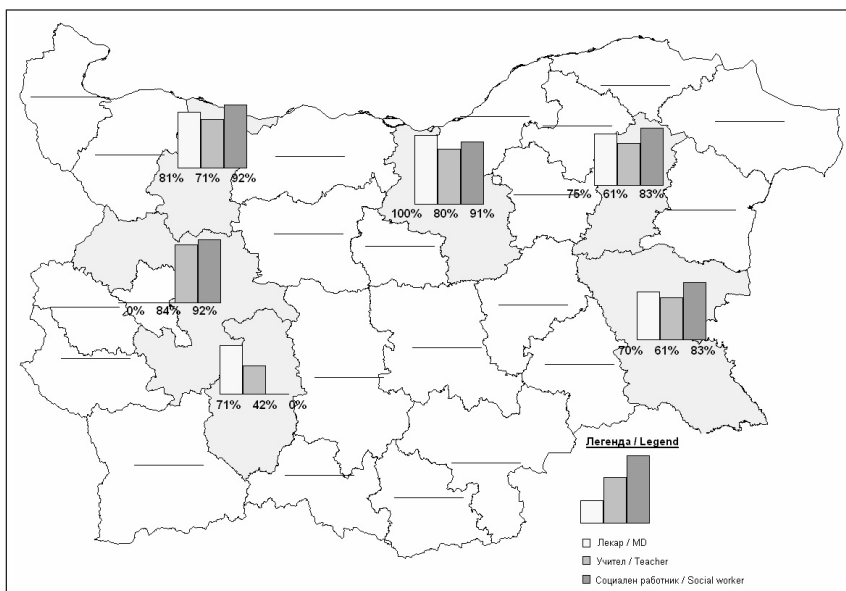 81% 71% 92%
100% 80% 91%
75% 61% 83%
0% 84% 92%
70% 61% 83%
71% 42% 0%
Легенда / Legend
Лекар / MD
Учител / Teacher
Социален работник / Social worker